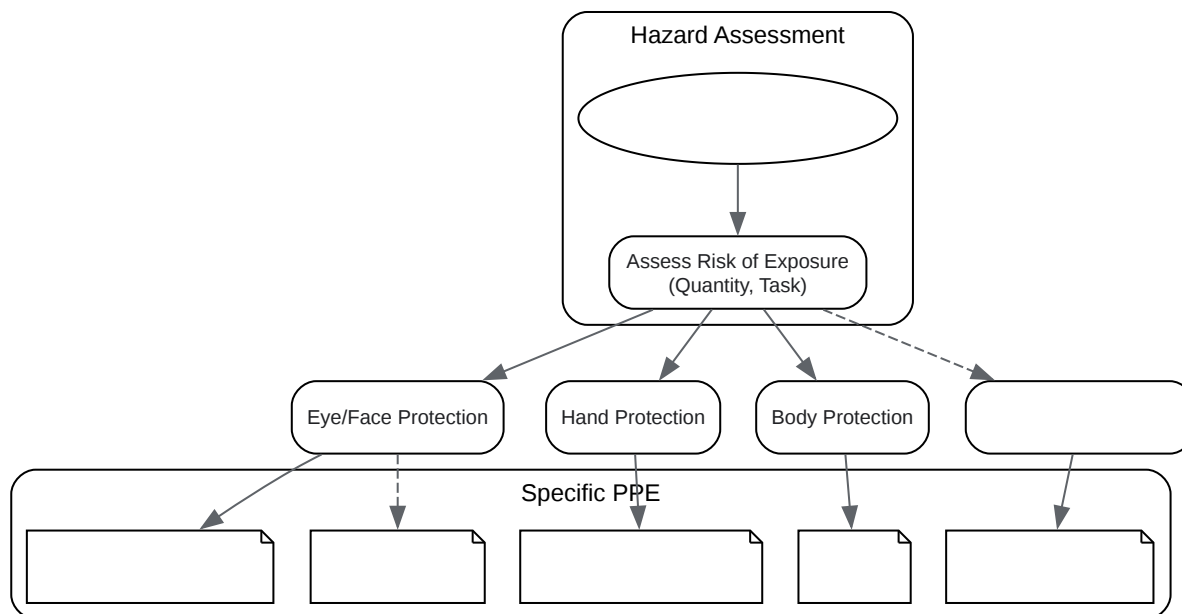 Hazard Assessment
Assess Risk of Exposure
(Quantity, Task)
Eye/Face Protection
Hand Protection
Body Protection
Specific PPE